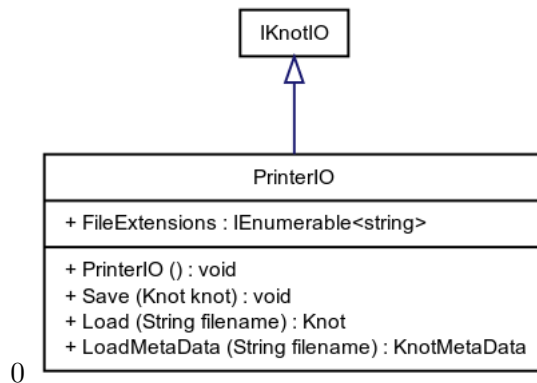 IKnotIO
PrinterIO
+ FileExtensions : IEnumerable<string>
+ PrinterIO () : void
+ Save (Knot knot) : void
+ Load (String filename) : Knot
+ LoadMetaData (String filename) : KnotMetaData
0